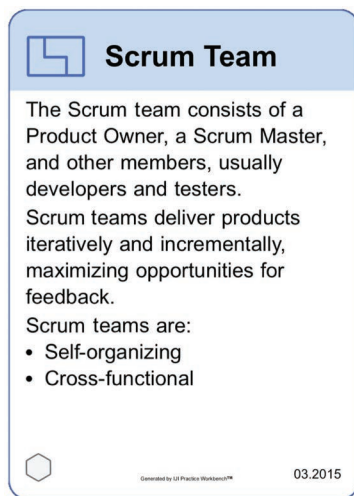 Scrum Team
The Scrum team consists of a
Product Owner, a Scrum Master,
and other members, usually
developers and testers.
Scrum teams deliver products
iteratively and incrementally,
maximizing opportunities for
feedback.
Scrum teams are:
• Self-organizing
• Cross-functional
Generated by IJI Practice Workbench™
03.2015